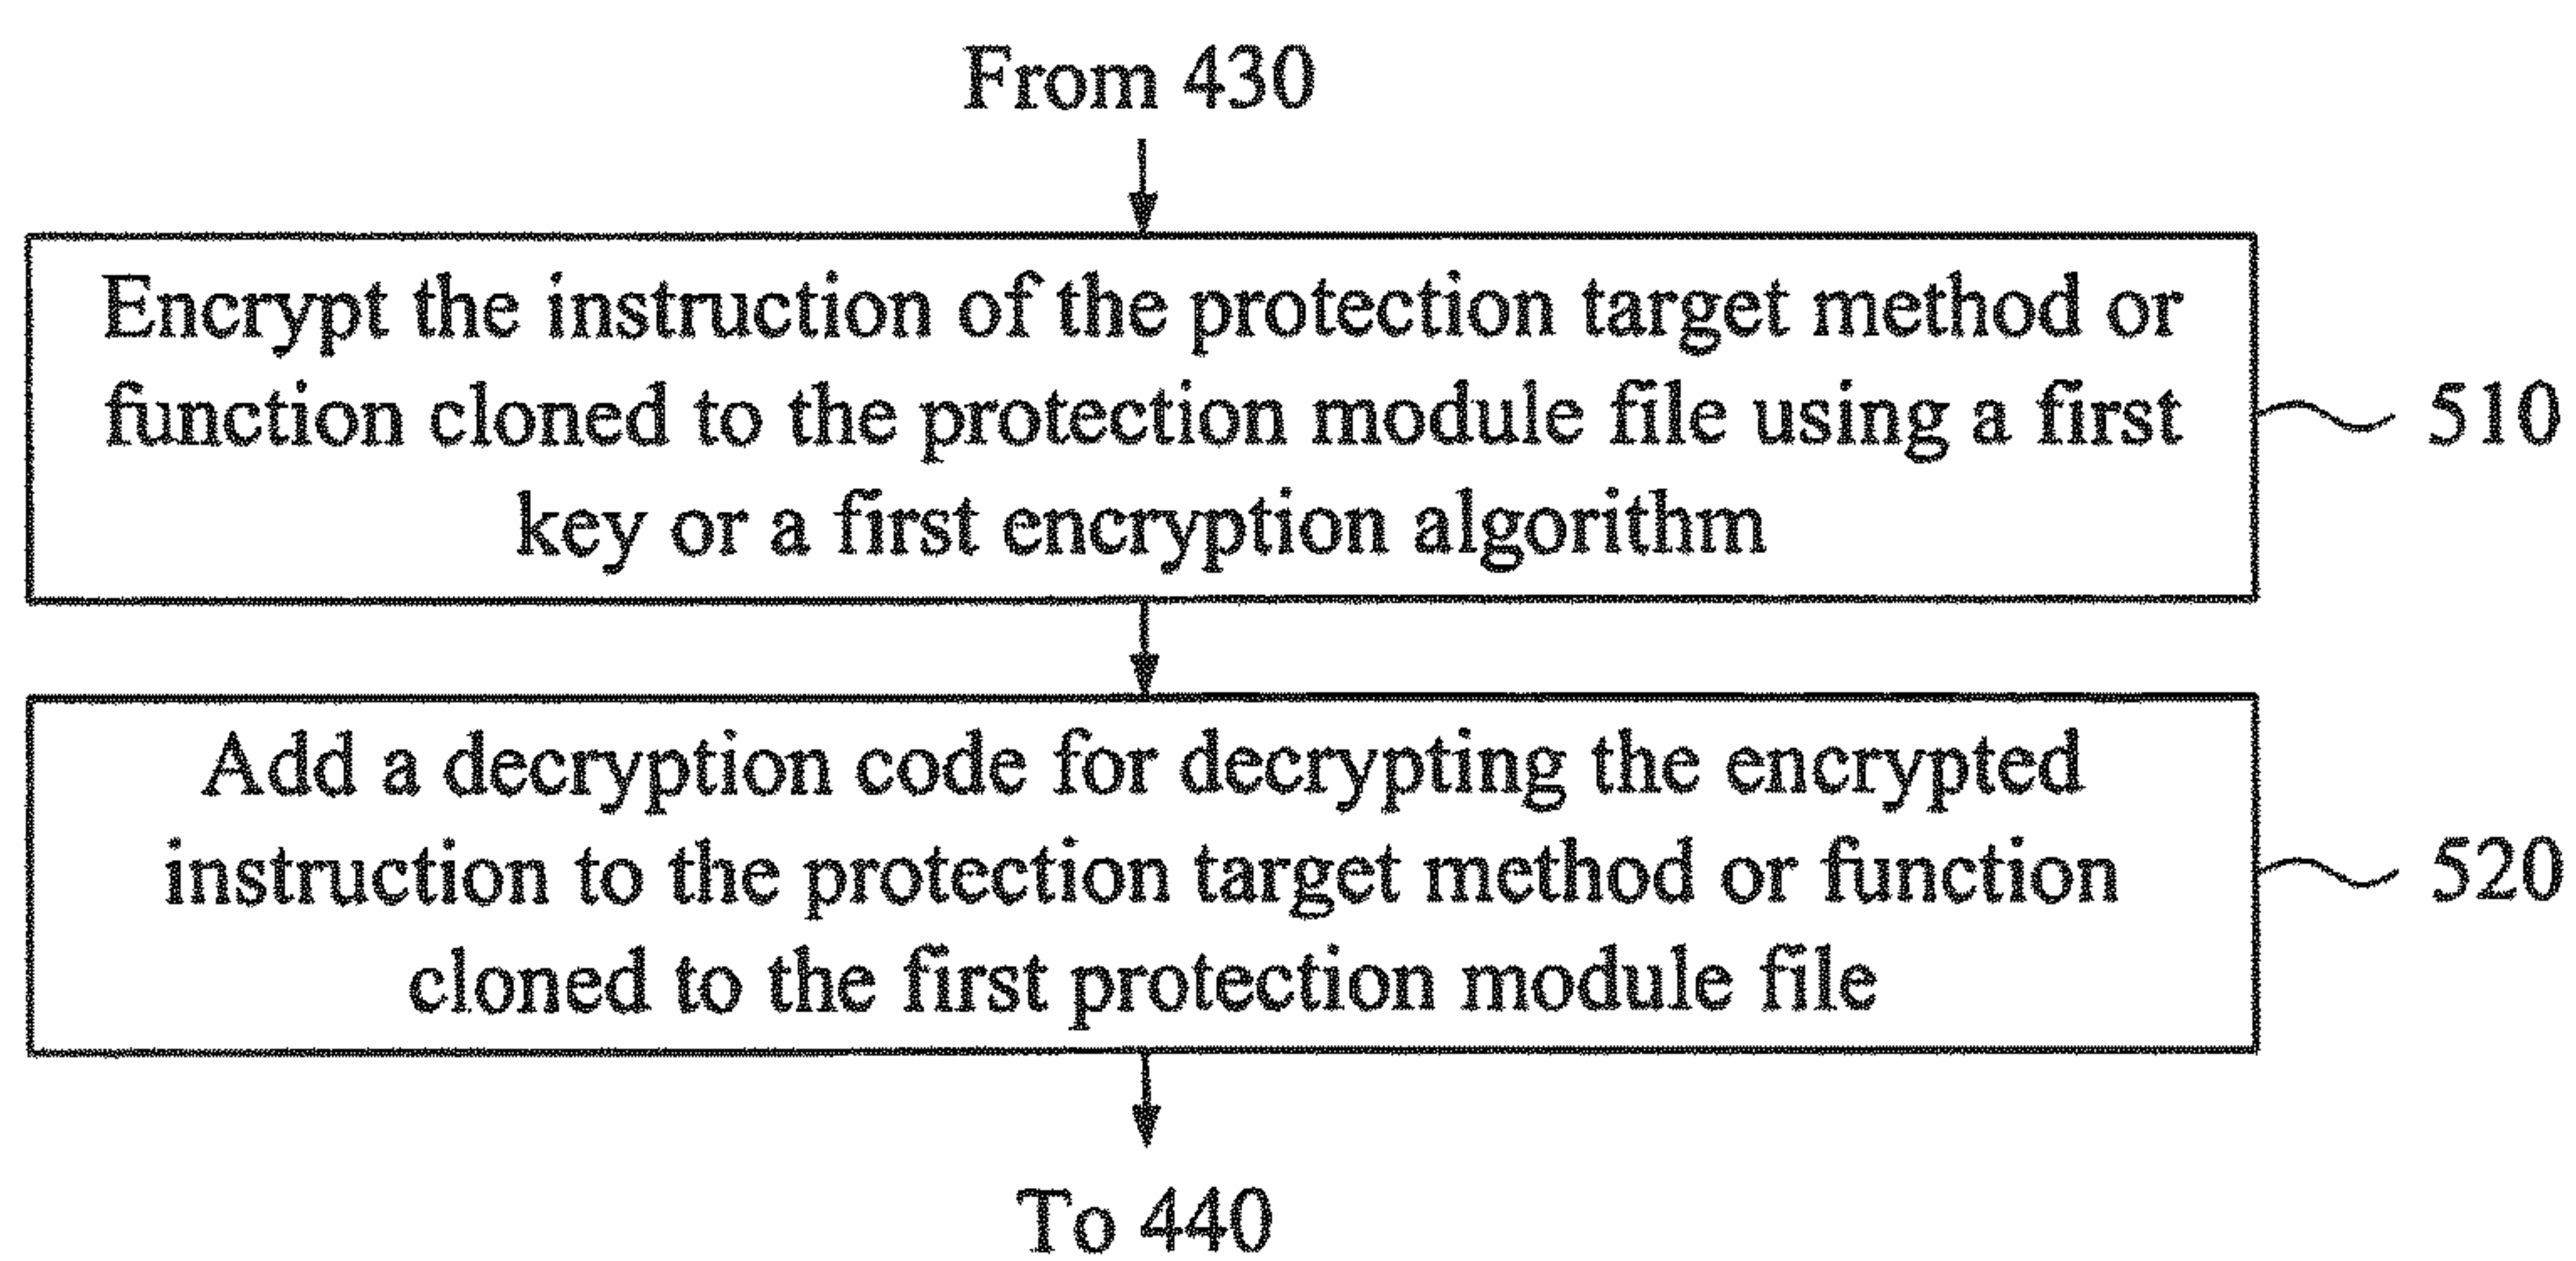 From 430
Encrypt the instruction of the protection target method or
function cloned to the protection module file using a first
key or a first encryption algorithm
510
Add a decryption code for decrypting the encrypted
instruction to the protection target method or function
cloned to the first protection module file
520
To 440